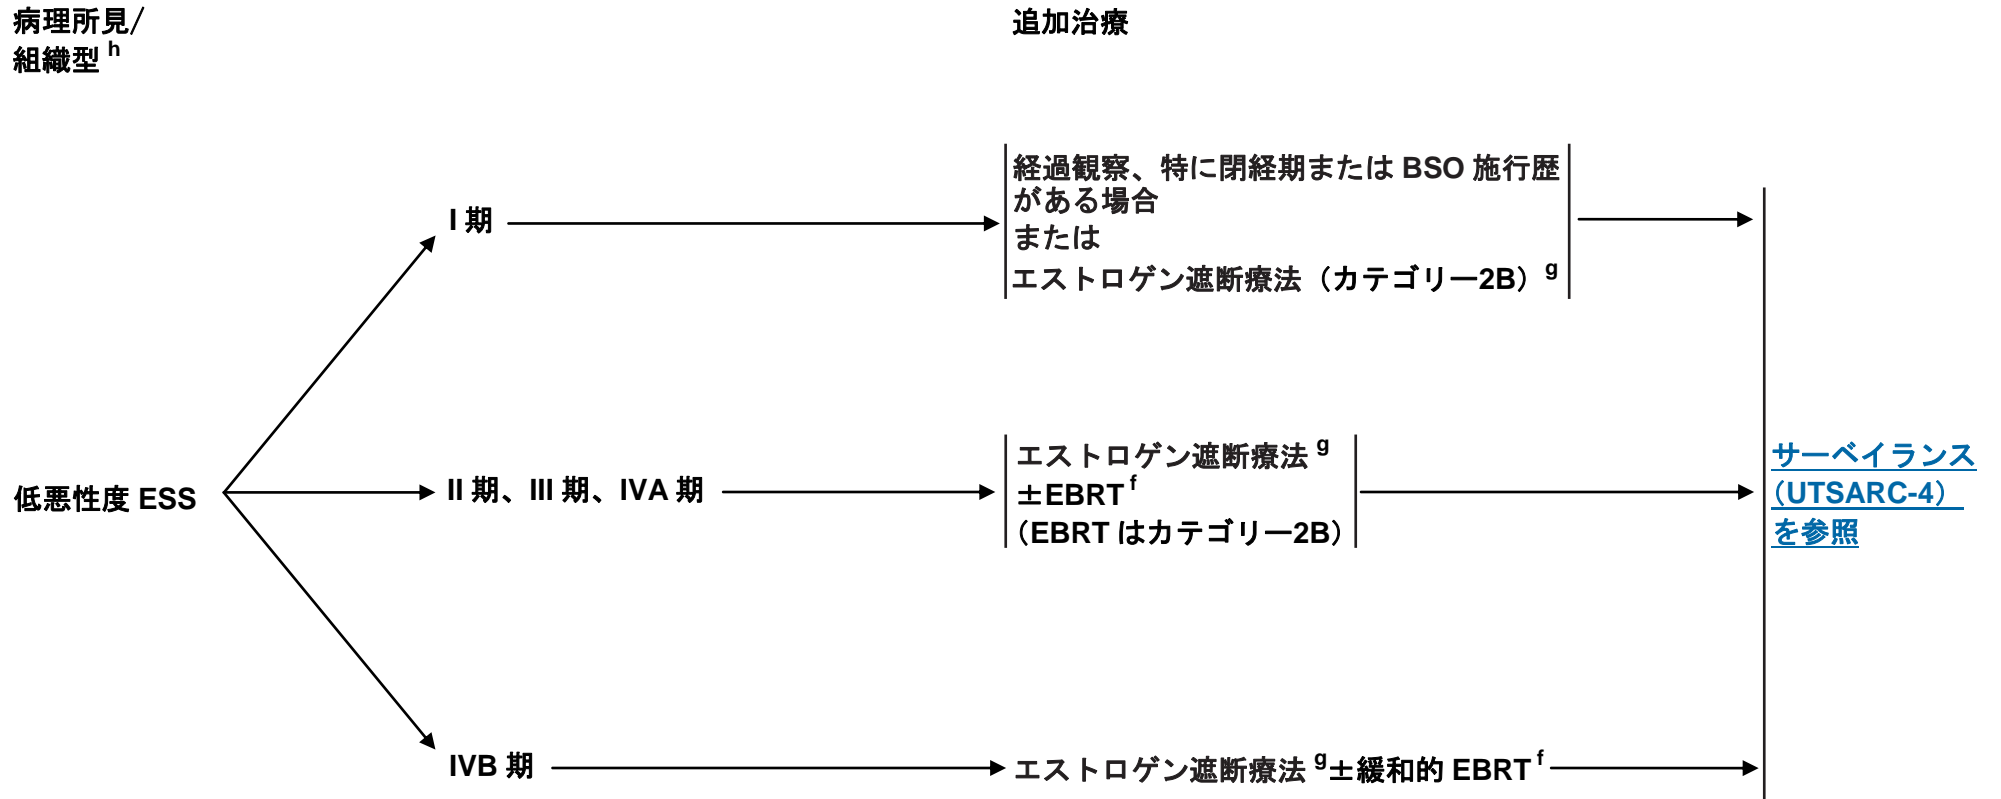 病理所見/
組織型 h
追加治療
経過観察、特に閉経期または BSO 施行歴
がある場合
または
エストロゲン遮断療法（カテゴリー2B） g
I 期
低悪性度 ESS
II 期、III 期、IVA 期
エストロゲン遮断療法 g
±EBRT f
（EBRT はカテゴリー2B）
サーベイランス
（UTSARC-4）
を参照
IVB 期
エストロゲン遮断療法 g±緩和的 EBRT f